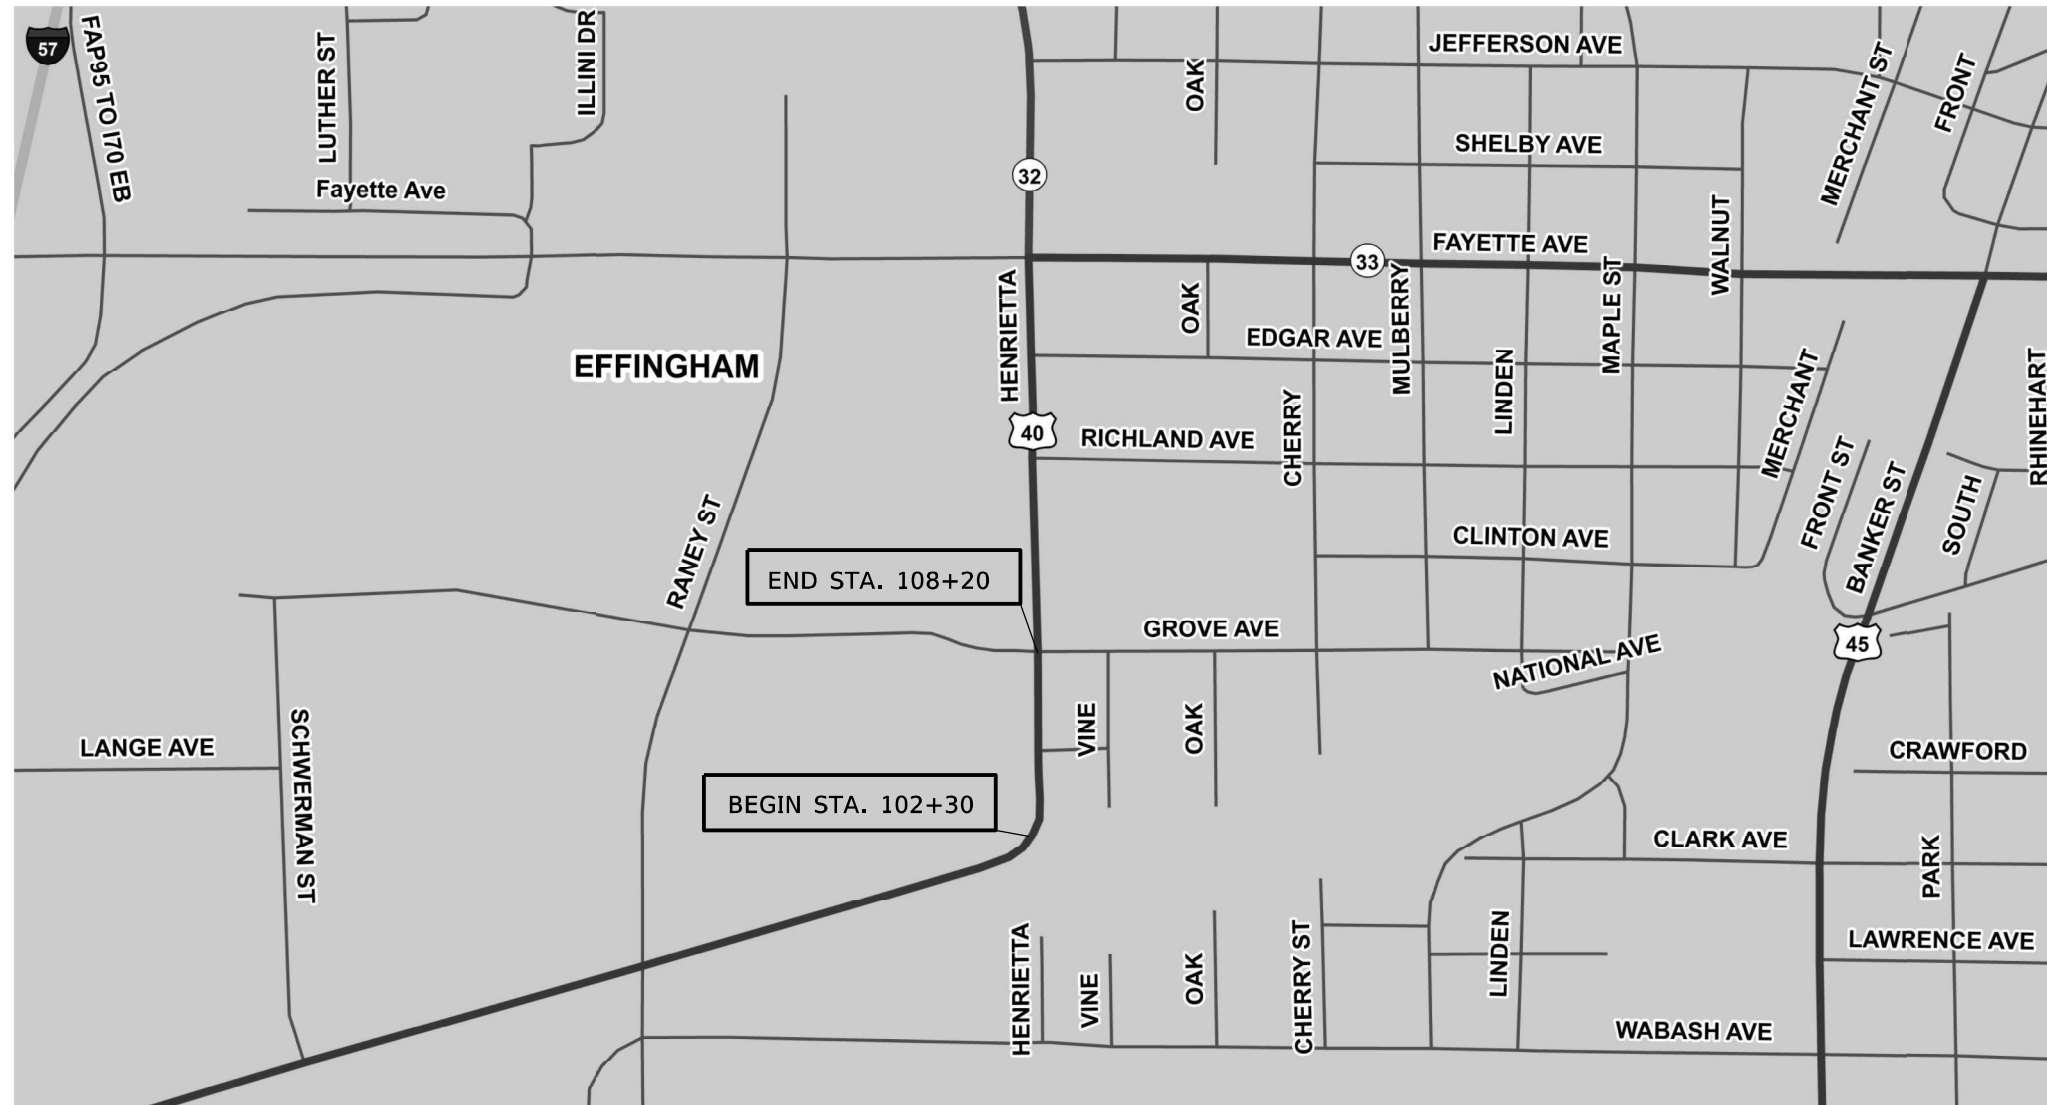 57
FAP95 TO I70 EB
LUTHER ST
ILLINI DR
JEFFERSON AVE
OAK
MERCHANT ST
FRONT
SHELBY AVE
32
Fayette Ave
WALNUT
FAYETTE AVE
33
HENRIETTA
OAK
MULBERRY
MAPLE ST
EDGAR AVE
EFFINGHAM
LINDEN
MERCHANT
RHINEHART
40
RICHLAND AVE
CHERRY
FRONT ST
BANKER ST
SOUTH
RANEY ST
CLINTON AVE
END STA. 108+20
GROVE AVE
NATIONAL AVE
45
VINE
OAK
LANGE AVE
SCHWERMAN ST
CRAWFORD
BEGIN STA. 102+30
CLARK AVE
PARK
HENRIETTA
VINE
OAK
CHERRY ST
LINDEN
LAWRENCE AVE
WABASH AVE